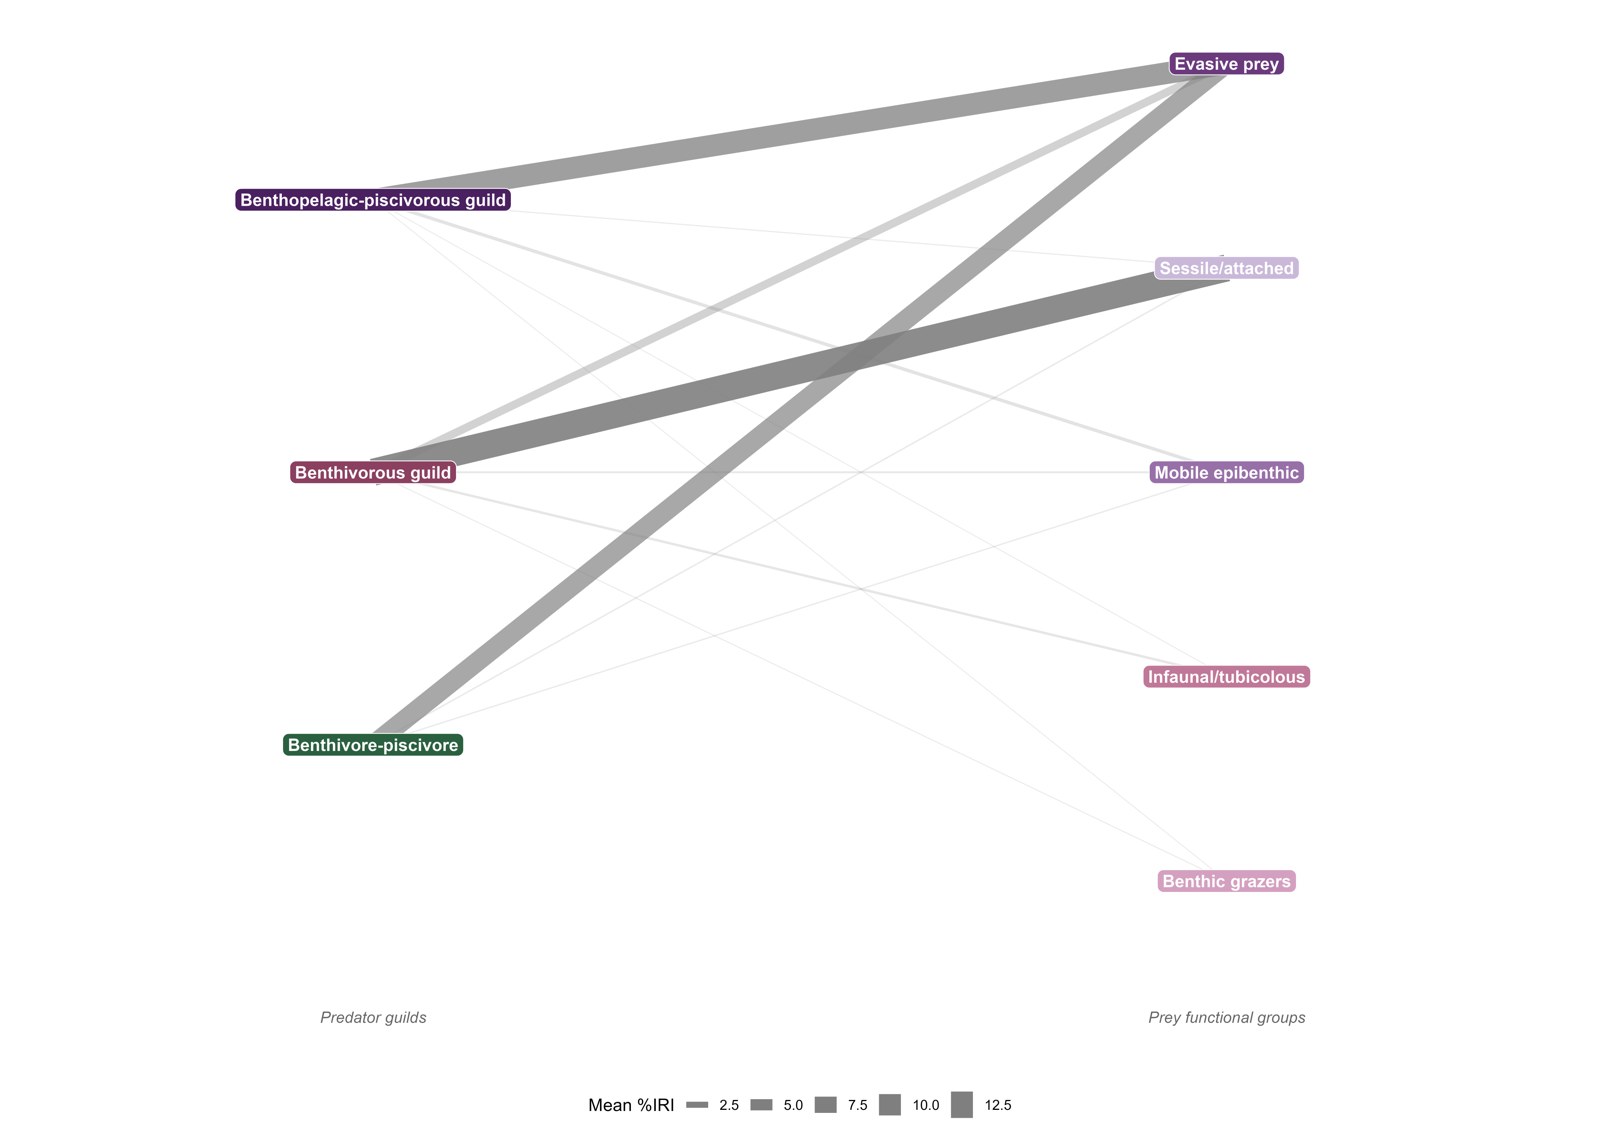 Evasive prey
Benthopelagic-piscivorous guild
Sessile/attached
Benthivorous guild
Mobile epibenthic
Infaunal/tubicolous
Benthivore-piscivore
Benthic grazers
Predator guilds
Prey functional groups
Mean %IRI 2.5 5.0 7.5 10.0 12.5